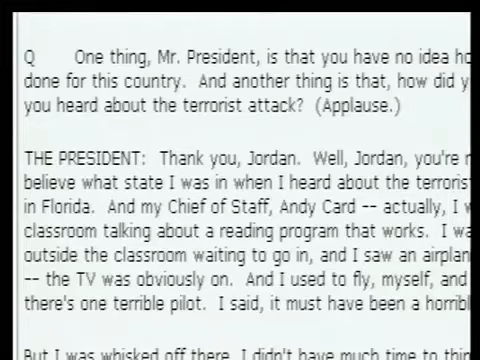 Q One thing, Mr. President, is that you have no idea
done for this country. And another thing is that, how did
you heard about the terrorist attack? (Applause.)
THE PRESIDENT: Thank you, Jordan. Well, Jordan, you're
believe what state I was in when I heard about the
in Florida. And my Chief of Staff, Andy Card -- actually, I
classroom talking about a reading program that works. I
outside the classroom waiting to go in, and I saw an
-- the TV was obviously on. And I used to fly, myself, and
there's one terrible pilot. I said, it must have been a
But I was whisked off there. I didn't have much time to